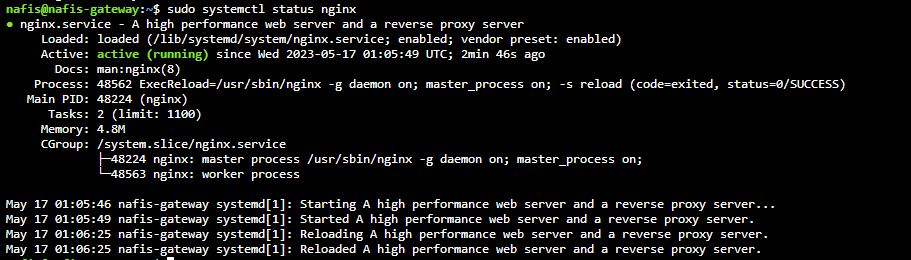 nafis@nafis-gateway:~$ sudo systemctl status nginx
● nginx.service - A high performance web server and a reverse proxy server
Loaded: loaded (/lib/systemd/system/nginx.service; enabled; vendor preset: enabled)
Active: active (running) since Wed 2023-05-17 01:05:49 UTC; 2min 46s ago
Docs: man:nginx(8)
Process: 48562 ExecReload=/usr/sbin/nginx -g daemon on; master_process on; -s reload (code=exited, status=0/SUCCESS)
Main PID: 48224 (nginx)
Tasks: 2 (limit: 1100)
Memory: 4.8M
CGroup: /system.slice/nginx.service
├─48224 nginx: master process /usr/sbin/nginx -g daemon on; master_process on;
└─48563 nginx: worker process
May 17 01:05:46 nafis-gateway systemd[1]: Starting A high performance web server and a reverse proxy server...
May 17 01:05:49 nafis-gateway systemd[1]: Started A high performance web server and a reverse proxy server.
May 17 01:06:25 nafis-gateway systemd[1]: Reloading A high performance web server and a reverse proxy server.
May 17 01:06:25 nafis-gateway systemd[1]: Reloaded A high performance web server and a reverse proxy server.